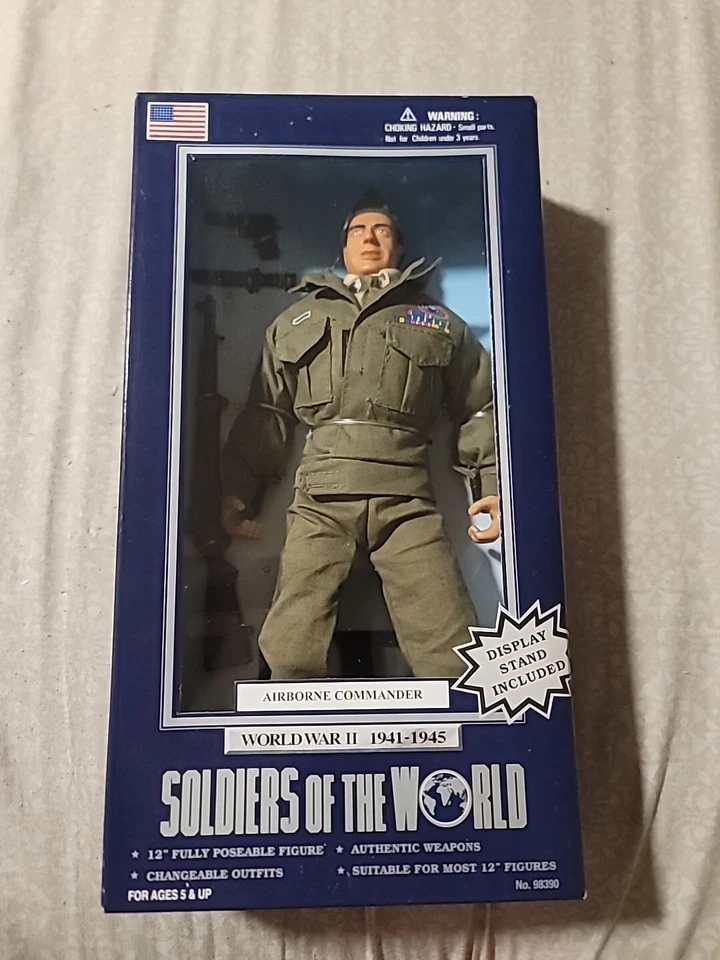 WARNING:
CHOKING HAZARD - Small parts.
Not for Children under 3 years.
DISPLAY
STAND
INCLUDED
AIRBORNE COMMANDER
WORLD WAR II 1941-1945
SOLDIERS OF THE WORLD
★ 12" FULLY POSEABLE FIGURE ★ AUTHENTIC WEAPONS
★ CHANGEABLE OUTFITS ★ SUITABLE FOR MOST 12" FIGURES
FOR AGES 5 & UP No. 98390